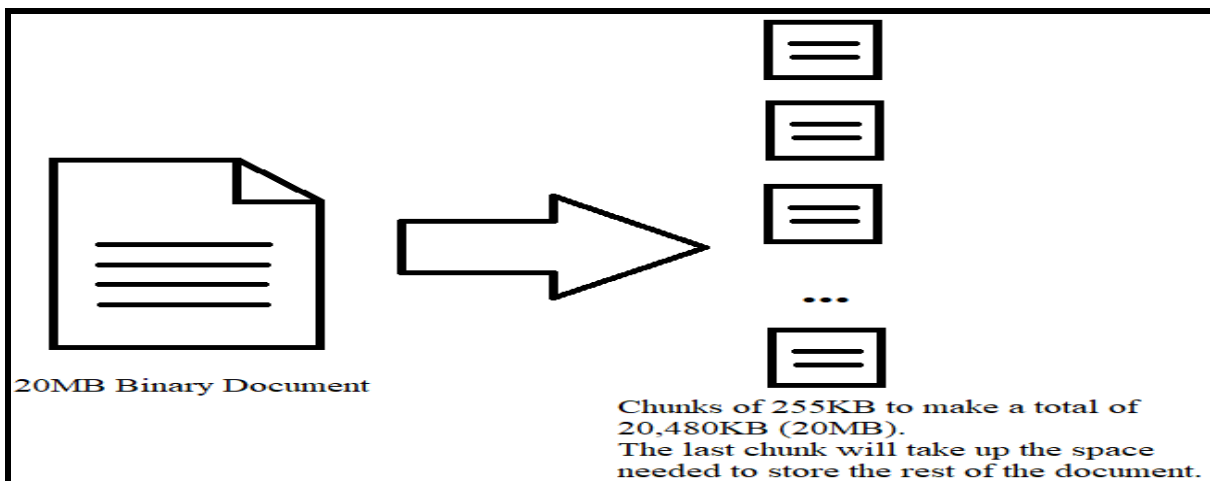 20MB Binary Document
...
Chunks of 255KB to make a total of
20,480KB (20MB).
The last chunk will take up the space
needed to store the rest of the document.